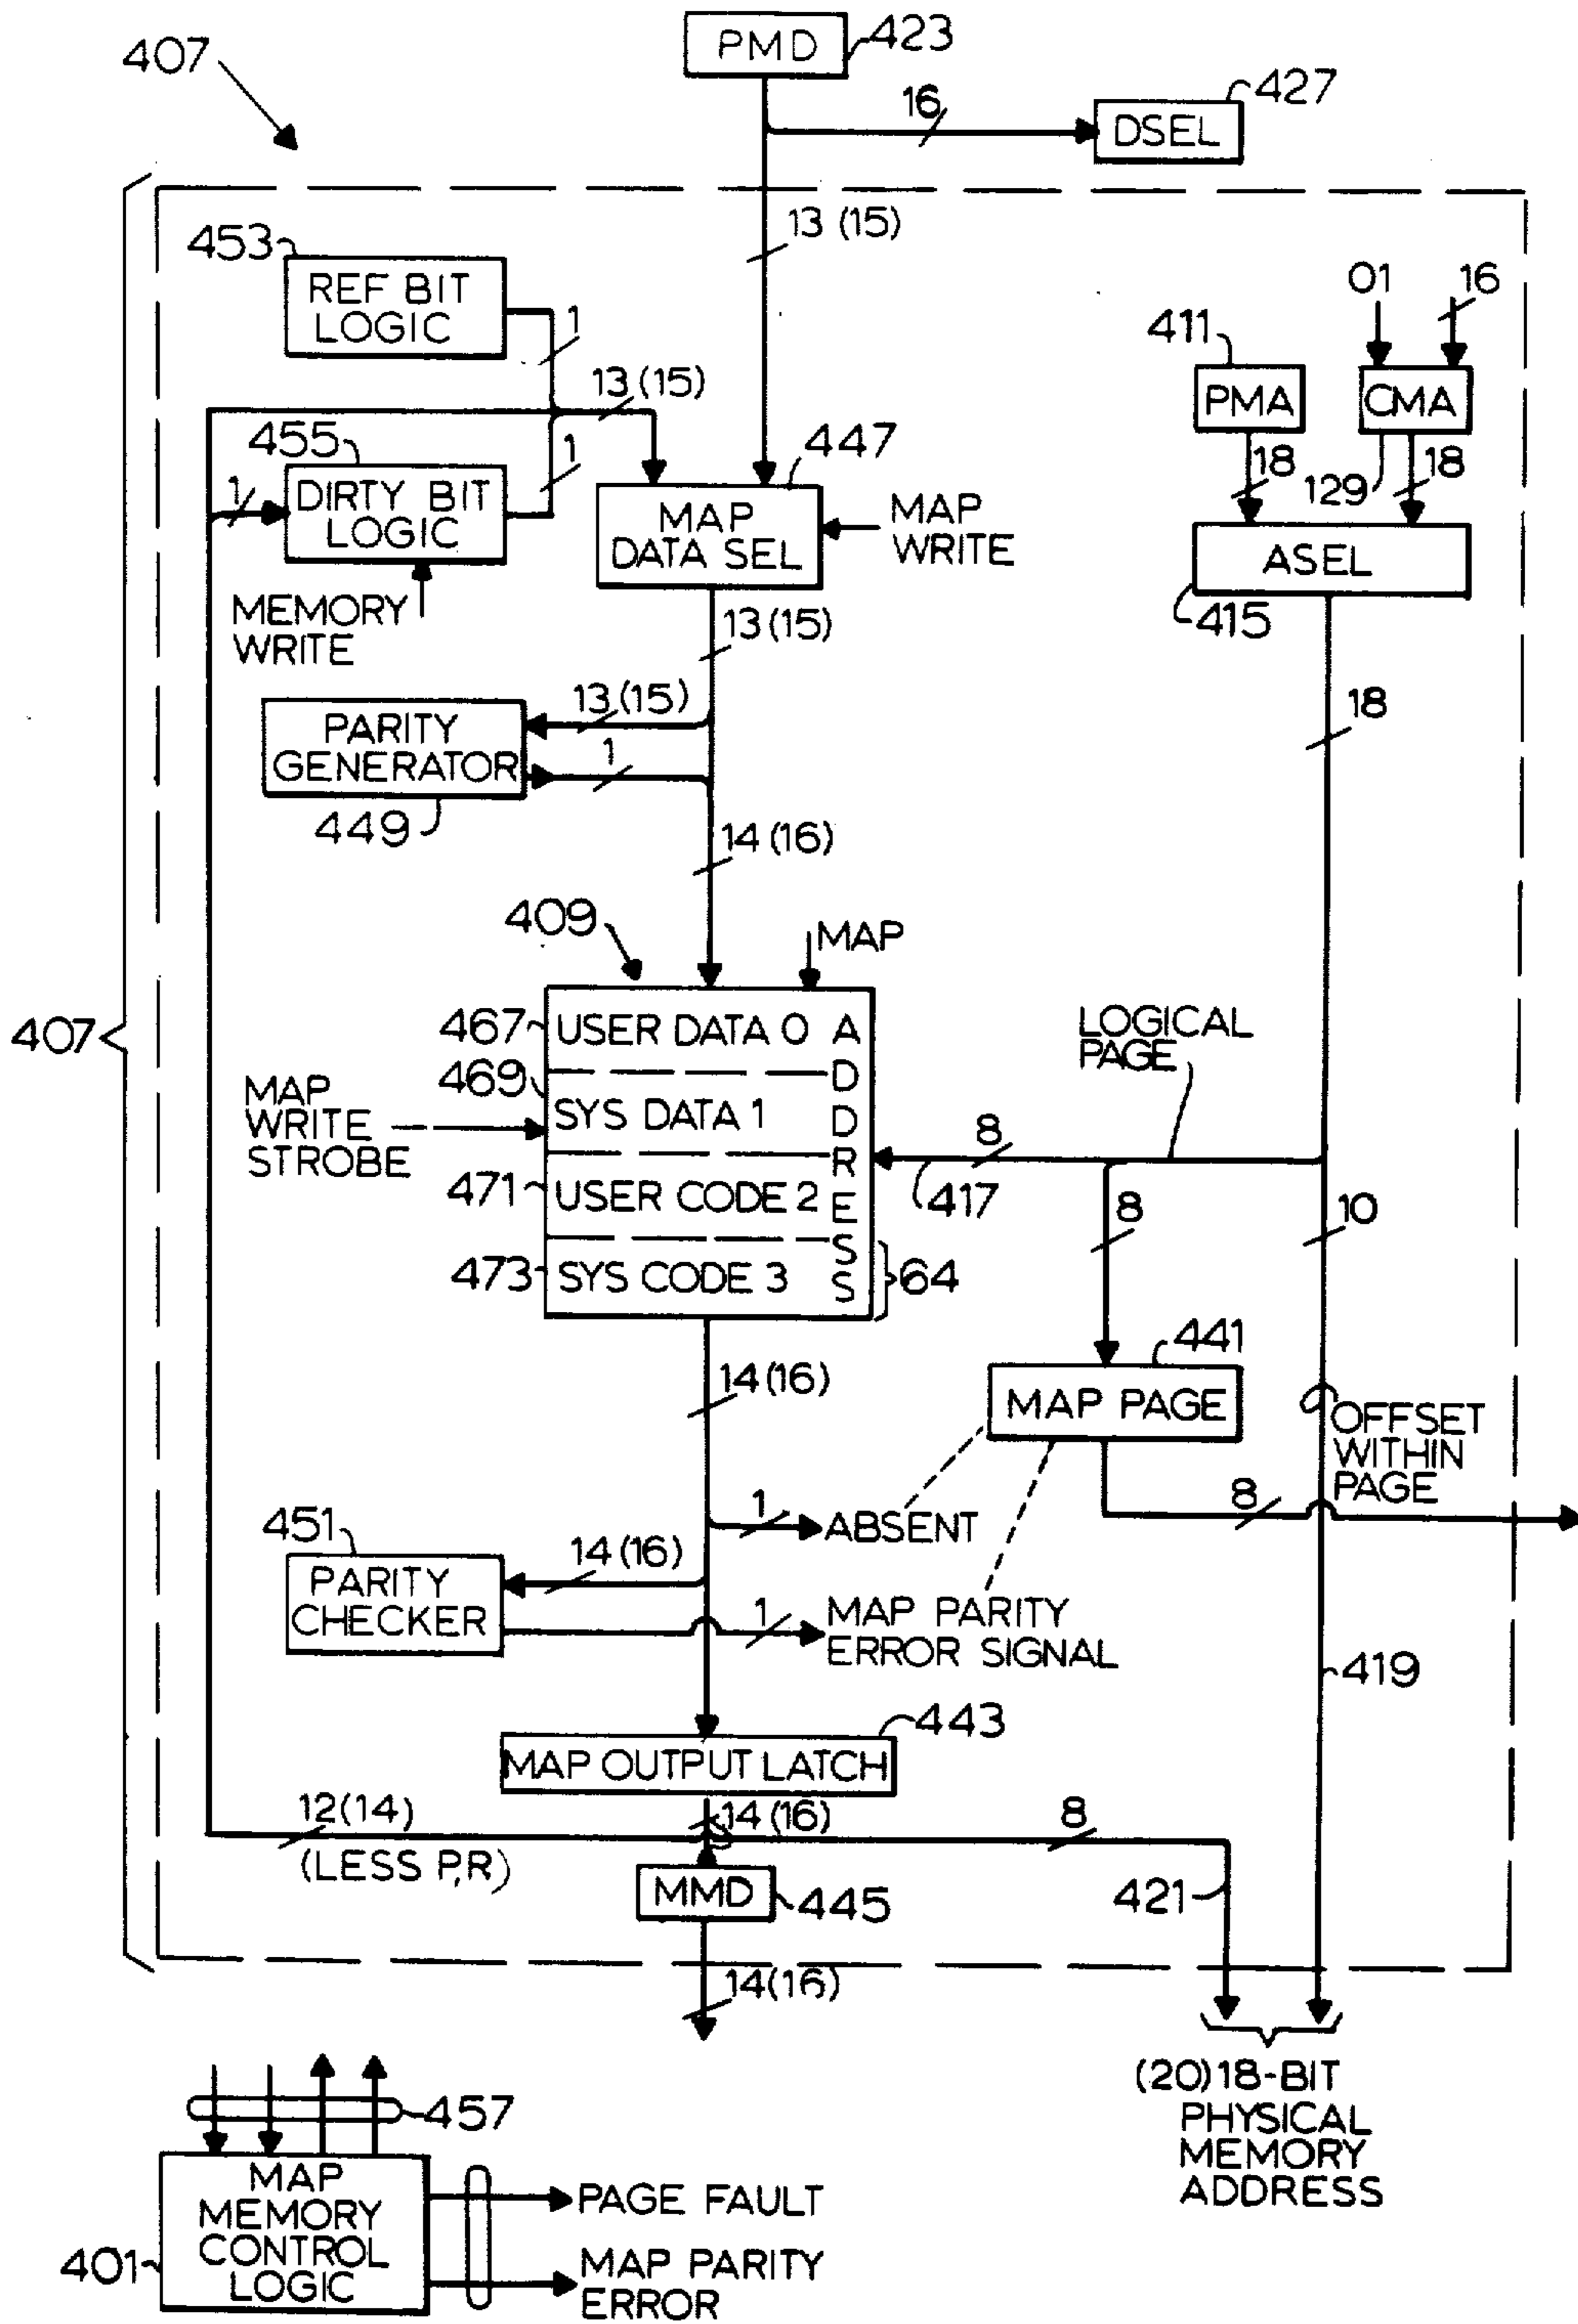 PMD
423
407
16
427
DSEL
13 (15)
453
REF BIT
LOGIC
1
01
16
411
PMA
CMA
13 (15)
455
1
447
1
DIRTY BIT
LOGIC
MAP
DATA SEL
MAP
WRITE
18
129
18
ASEL
415
MEMORY
WRITE
13 (15)
13 (15)
PARITY
GENERATOR
1
449
18
14 (16)
409
MAP
407
467
USER DATA 0
469
SYS DATA 1
471
USER CODE 2
473
SYS CODE 3
ADDRESS
64
MAP
WRITE
STROBE
LOGICAL
PAGE
8
417
8
10
441
MAP PAGE
14 (16)
OFFSET
WITHIN
PAGE
8
1
ABSENT
451
PARITY
CHECKER
14 (16)
1
MAP PARITY
ERROR SIGNAL
419
443
MAP OUTPUT LATCH
12(14)
(LESS P,R)
14 (16)
8
MMD
445
421
14(16)
(20) 18-BIT
PHYSICAL
MEMORY
ADDRESS
457
MAP
MEMORY
CONTROL
LOGIC
401
PAGE FAULT
MAP PARITY
ERROR